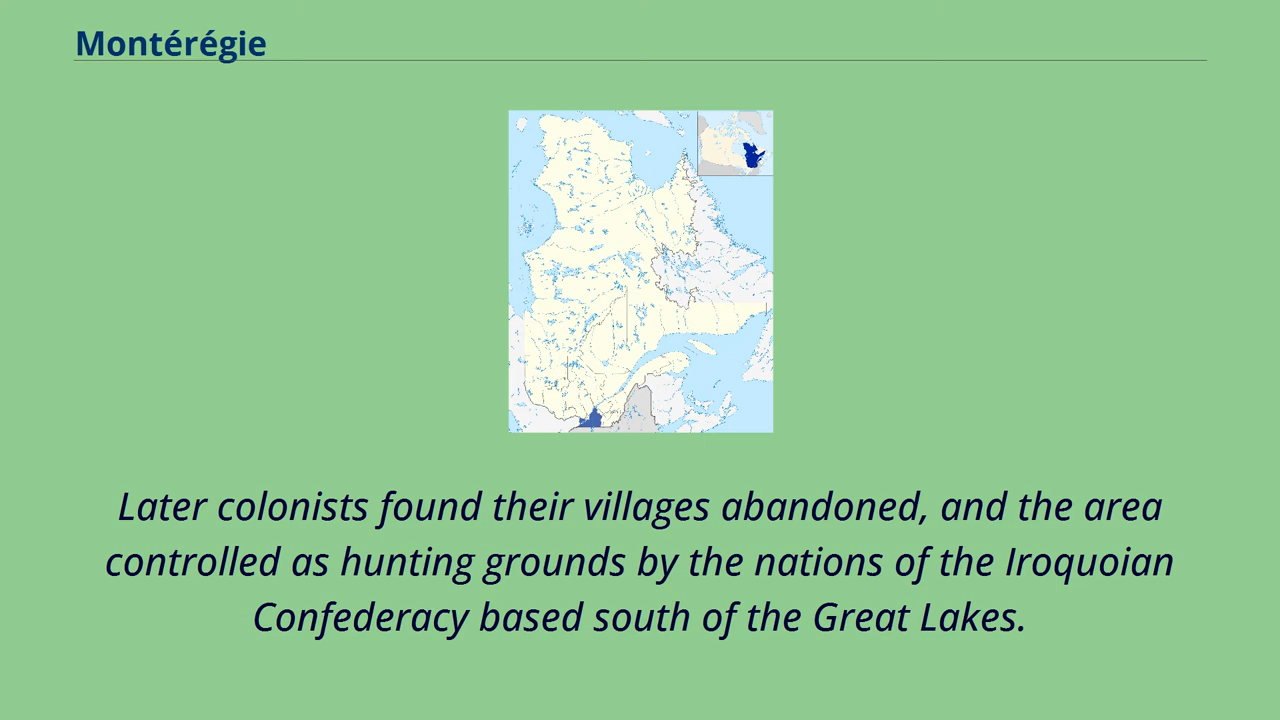 Montérégie
Later colonists found their villages abandoned, and the area
controlled as hunting grounds by the nations of the Iroquoian
Confederacy based south of the Great Lakes.